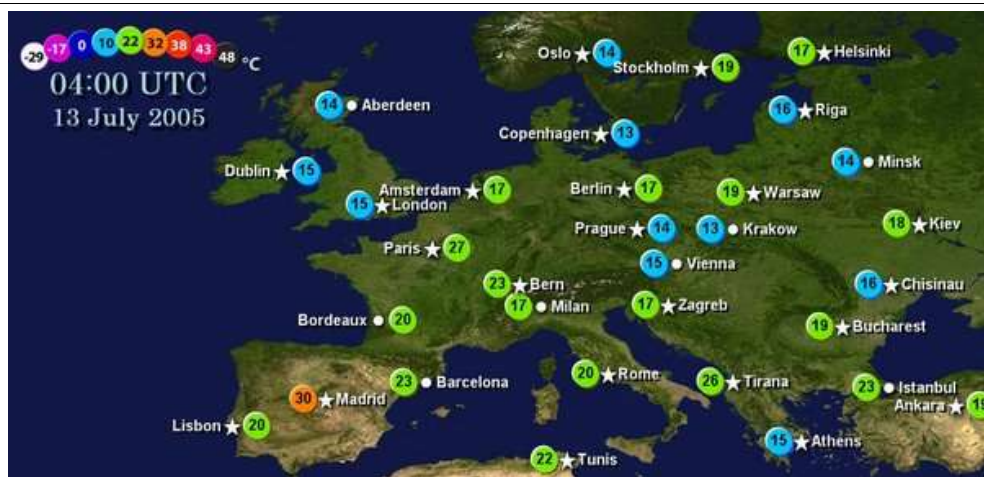 -29 -17 0 10 22 32 38 43 48 °C
04:00 UTC
13 July 2005
Oslo 14
Stockholm 19
17 Helsinki
14 Aberdeen
16 Riga
Copenhagen 13
14 Minsk
Dublin 15
Amsterdam 17
Berlin 17
19 Warsaw
15 London
18 Kiev
Prague 14
13 Krakow
Paris 27
15 Vienna
23 Bern
16 Chisinau
17 Milan
17 Zagreb
Bordeaux 20
19 Bucharest
20 Rome
26 Tirana
23 Barcelona
23 Istanbul
30 Madrid
Ankara 19
Lisbon 20
15 Athens
22 Tunis